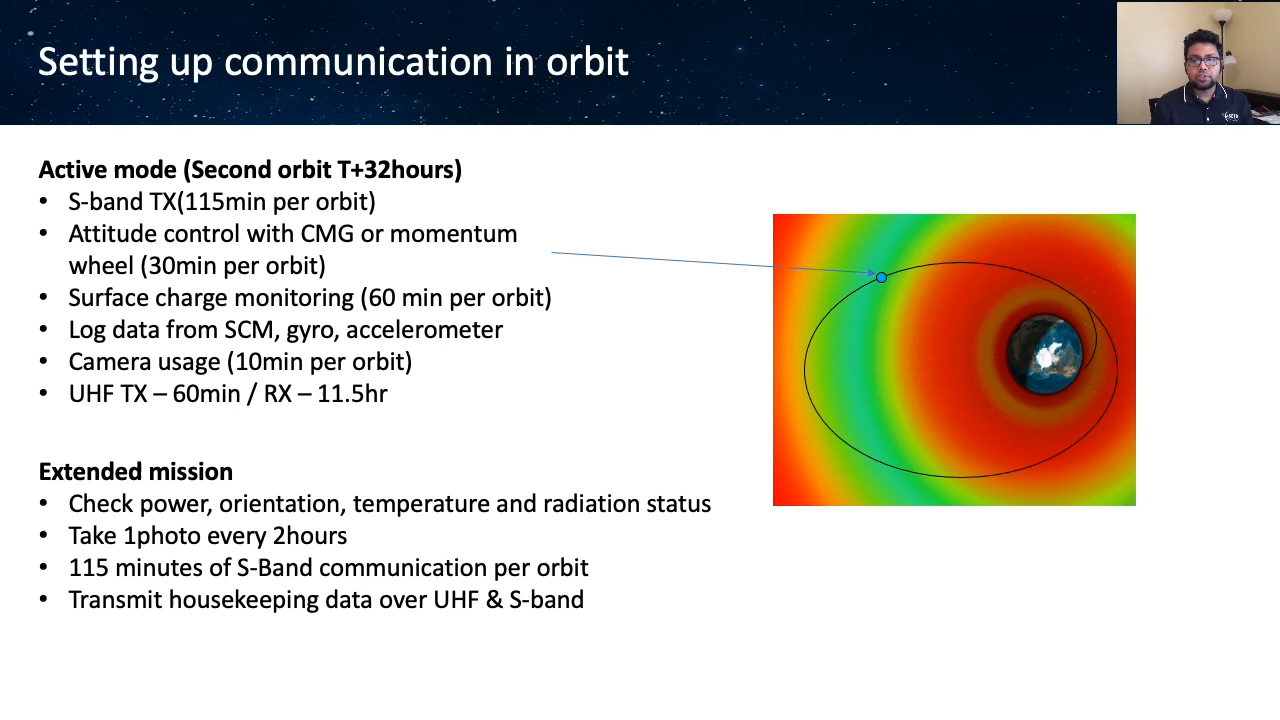 Setting up communication in orbit
Active mode (Second orbit T+32hours)
• S-band TX(115min per orbit)
• Attitude control with CMG or momentum
wheel (30min per orbit)
• Surface charge monitoring (60 min per orbit)
• Log data from SCM, gyro, accelerometer
• Camera usage (10min per orbit)
• UHF TX – 60min / RX – 11.5hr
Extended mission
• Check power, orientation, temperature and radiation status
• Take 1photo every 2hours
• 115 minutes of S-Band communication per orbit
• Transmit housekeeping data over UHF & S-band